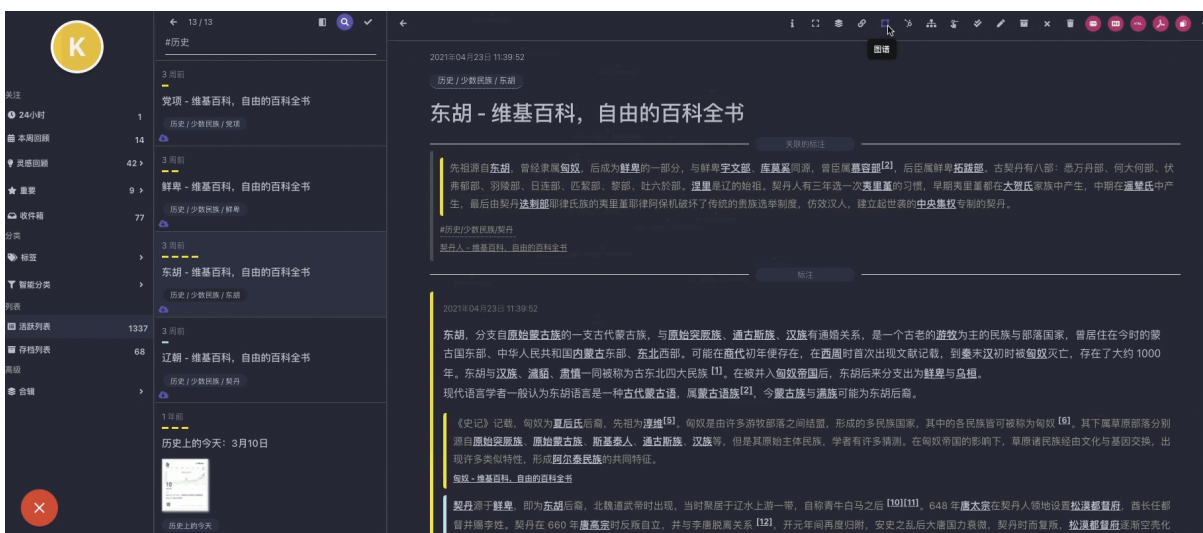 K
关注
24小时 1
本周回顾 14
灵感回顾 42 ›
重要 9 ›
收件箱 77
分类
标签 ›
智能分类 ›
列表
活跃列表 1337
存档列表 68
高级
合辑 ›
13 / 13
#历史
3 周前
党项 - 维基百科，自由的百科全书
历史 / 少数民族 / 党项
3 周前
鲜卑 - 维基百科，自由的百科全书
历史 / 少数民族 / 鲜卑
3 周前
东胡 - 维基百科，自由的百科全书
历史 / 少数民族 / 东胡
3 周前
辽朝 - 维基百科，自由的百科全书
历史 / 少数民族 / 契丹
1 年前
历史上的今天：3月10日
10
历史上的今天
图谱
2021年04月23日 11:39:52
历史 / 少数民族 / 东胡
东胡 - 维基百科，自由的百科全书
关联的标注
先祖源自东胡，曾经隶属匈奴，后成为鲜卑的一部分，与鲜卑宇文部、库莫奚同源，曾臣属慕容部[2]，后臣属鲜卑拓跋部。古契丹有八部：悉万丹部、何大何部、伏
弗郁部、羽陵部、日连部、匹絜部、黎部、吐六於部。涅里是辽的始祖。契丹人有三年选一次夷里堇的习惯，早期夷里堇都在大贺氏家族中产生，中期在遥辇氏中产
生，最后由契丹迭剌部耶律氏族的夷里堇耶律阿保机破坏了传统的贵族选举制度，仿效汉人，建立起世袭的中央集权专制的契丹。
#历史/少数民族/契丹
契丹人 - 维基百科，自由的百科全书
标注
2021年04月23日 11:39:52
东胡，分支自原始蒙古族的一支古代蒙古族，与原始突厥族、通古斯族、汉族有通婚关系，是一个古老的游牧为主的民族与部落国家，曾居住在今时的蒙
古国东部、中华人民共和国内蒙古东部、东北西部。可能在商代初年便存在，在西周时首次出现文献记载，到秦末汉初时被匈奴灭亡，存在了大约 1000
年。东胡与汉族、濊貊、肃慎一同被称为古东北四大民族 [1]。在被并入匈奴帝国后，东胡后来分支出为鲜卑与乌桓。
现代语言学者一般认为东胡语言是一种古代蒙古语，属蒙古语族[2]，今蒙古族与满族可能为东胡后裔。
《史记》记载，匈奴为夏后氏后裔，先祖为淳维[5]。匈奴是由许多游牧部落之间结盟，形成的多民族国家，其中的各民族皆可被称为匈奴 [6]。其下属草原部落分别
源自原始突厥族、原始蒙古族、斯基泰人、通古斯族、汉族等，但是其原始主体民族，学者有许多猜测。在匈奴帝国的影响下，草原诸民族经由文化与基因交换，出
现许多类似特性，形成阿尔泰民族的共同特征。
匈奴 - 维基百科，自由的百科全书
契丹源于鲜卑，即为东胡后裔，北魏道武帝时出现，当时聚居于辽水上游一带，自称青牛白马之后 [10][11]。648 年唐太宗在契丹人领地设置松漠都督府，酋长任都
督并赐李姓。契丹在 660 年唐高宗时反叛自立，并与李唐脱离关系 [12]。开元年间再度归附，安史之乱后大唐国力衰微，契丹时而复叛，松漠都督府逐渐空壳化